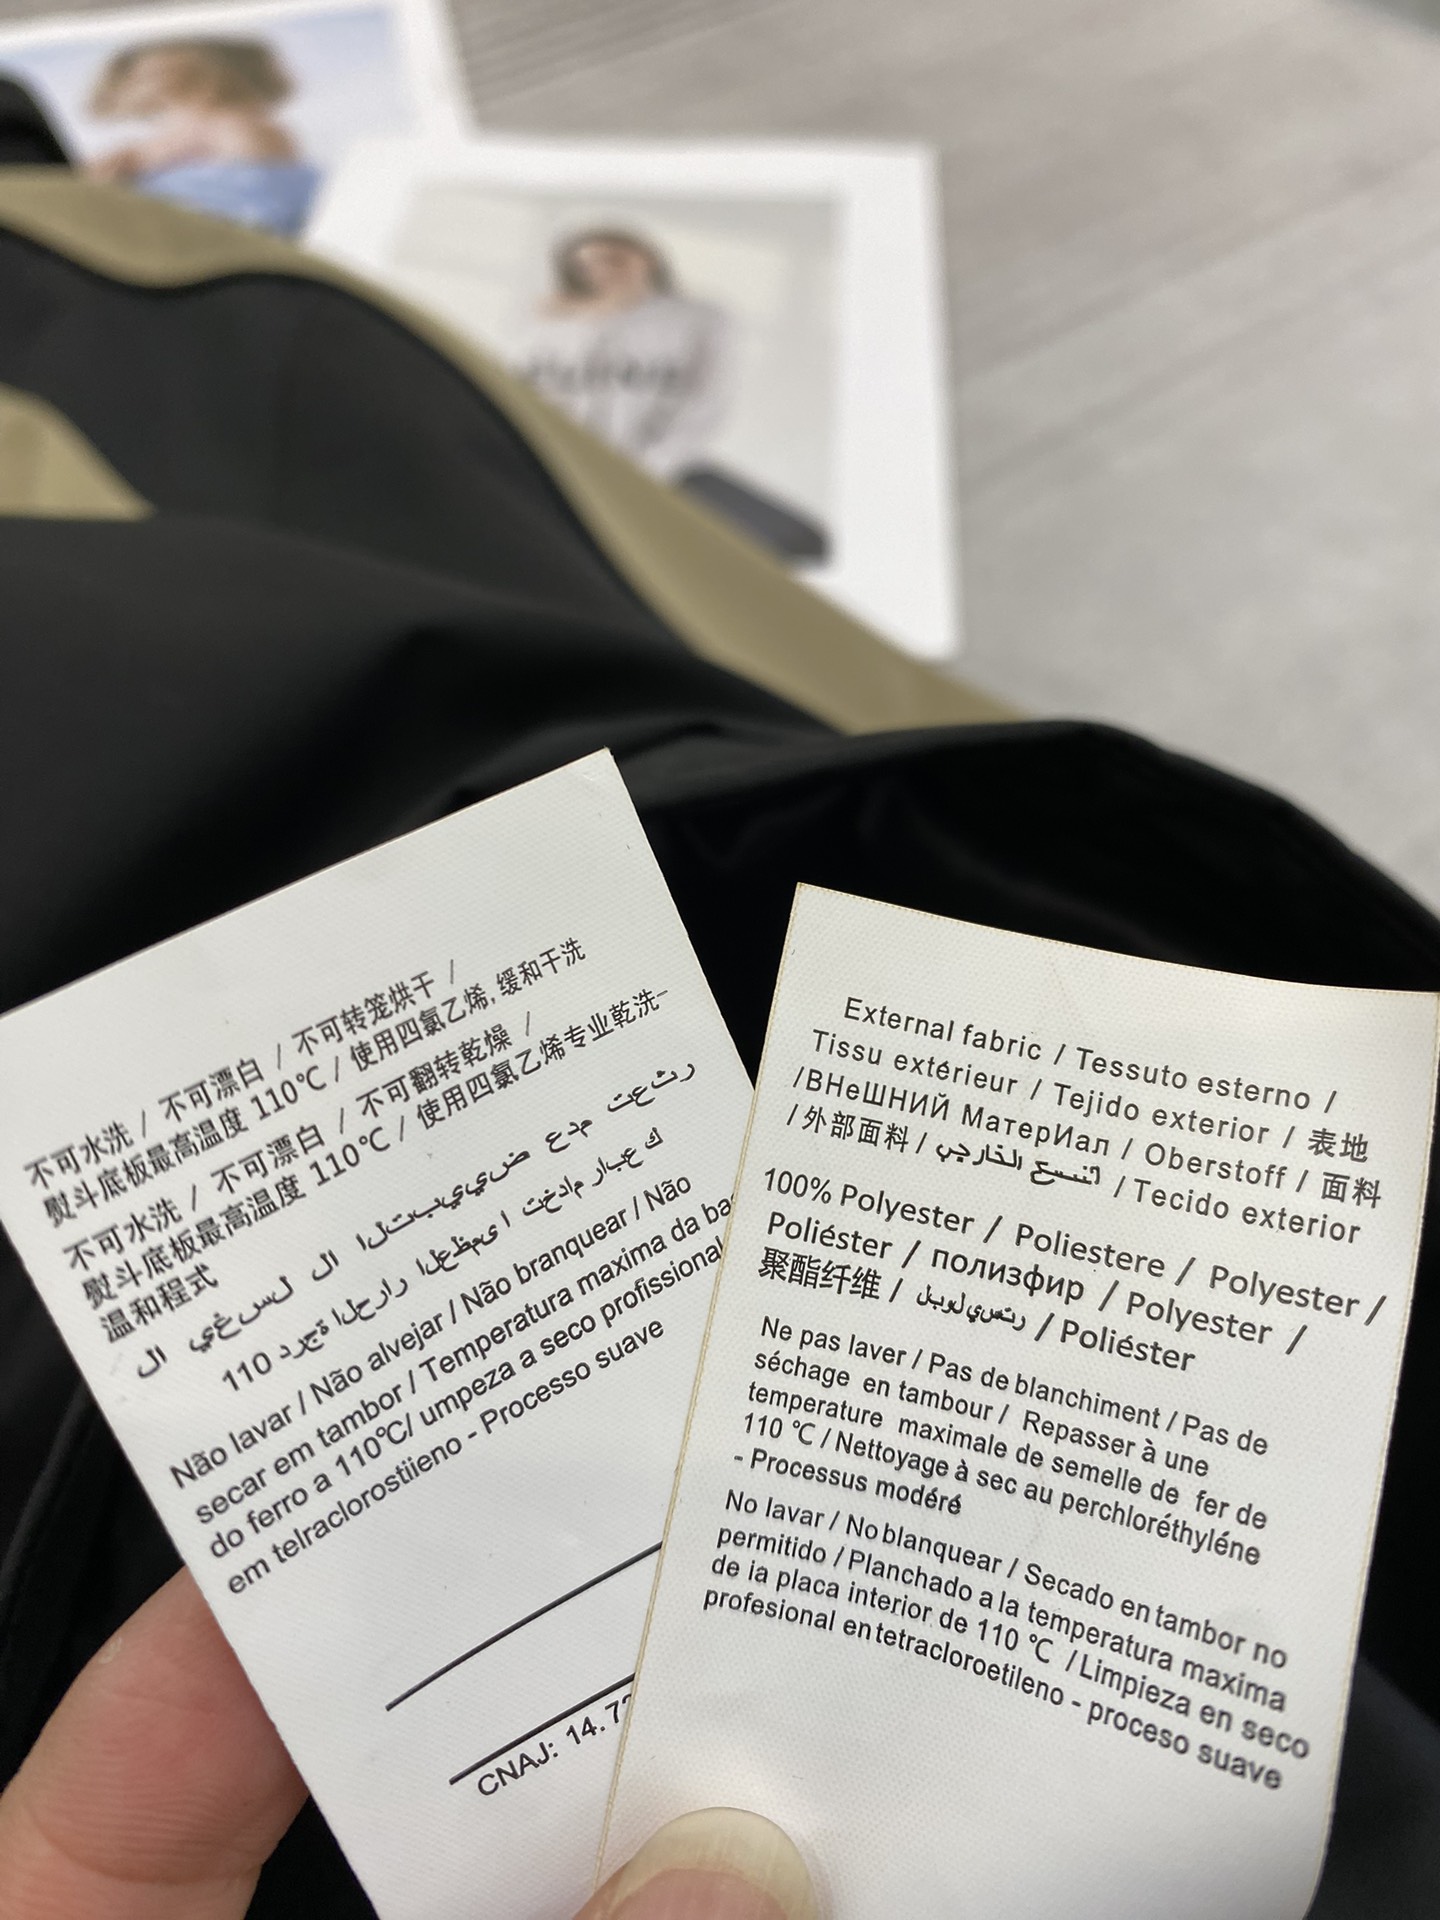 不可水洗 / 不可漂白 / 不可转笼烘干 /
熨斗底板最高温度 110℃ / 使用四氯乙烯, 缓和干洗
不可水洗 / 不可漂白 / 不可翻转乾燥 /
熨斗底板最高温度 110℃ / 使用四氯乙烯专业乾洗-
温和程式
110
Não lavar / Não alvejar / Não branquear / Não
secar em tambor / Temperatura maxima da bas
do ferro a 110℃/ umpeza a seco profissional
em telraclorostiieno - Processo suave
CNAJ: 14.72
External fabric / Tessuto esterno /
Tissu extérieur / Tejido exterior / 表地
/ВНеШНИЙ МатерИал / Oberstoff / 面料
/ 外部面料 / / Tecido exterior
100% Polyester / Poliestere / Polyester /
Poliéster / полизфир / Polyester /
聚酯纤维 / / Poliéster
Ne pas laver / Pas de blanchiment / Pas de
séchage en tambour / Repasser à une
temperature maximale de semelle de fer de
110 ℃ / Nettoyage à sec au perchloréthyléne
- Processus modéré
No lavar / No blanquear / Secado en tambor no
permitido / Planchado a la temperatura maxima
de ia placa interior de 110 ℃ / Limpieza en seco
profesional en tetracloroetileno - proceso suave